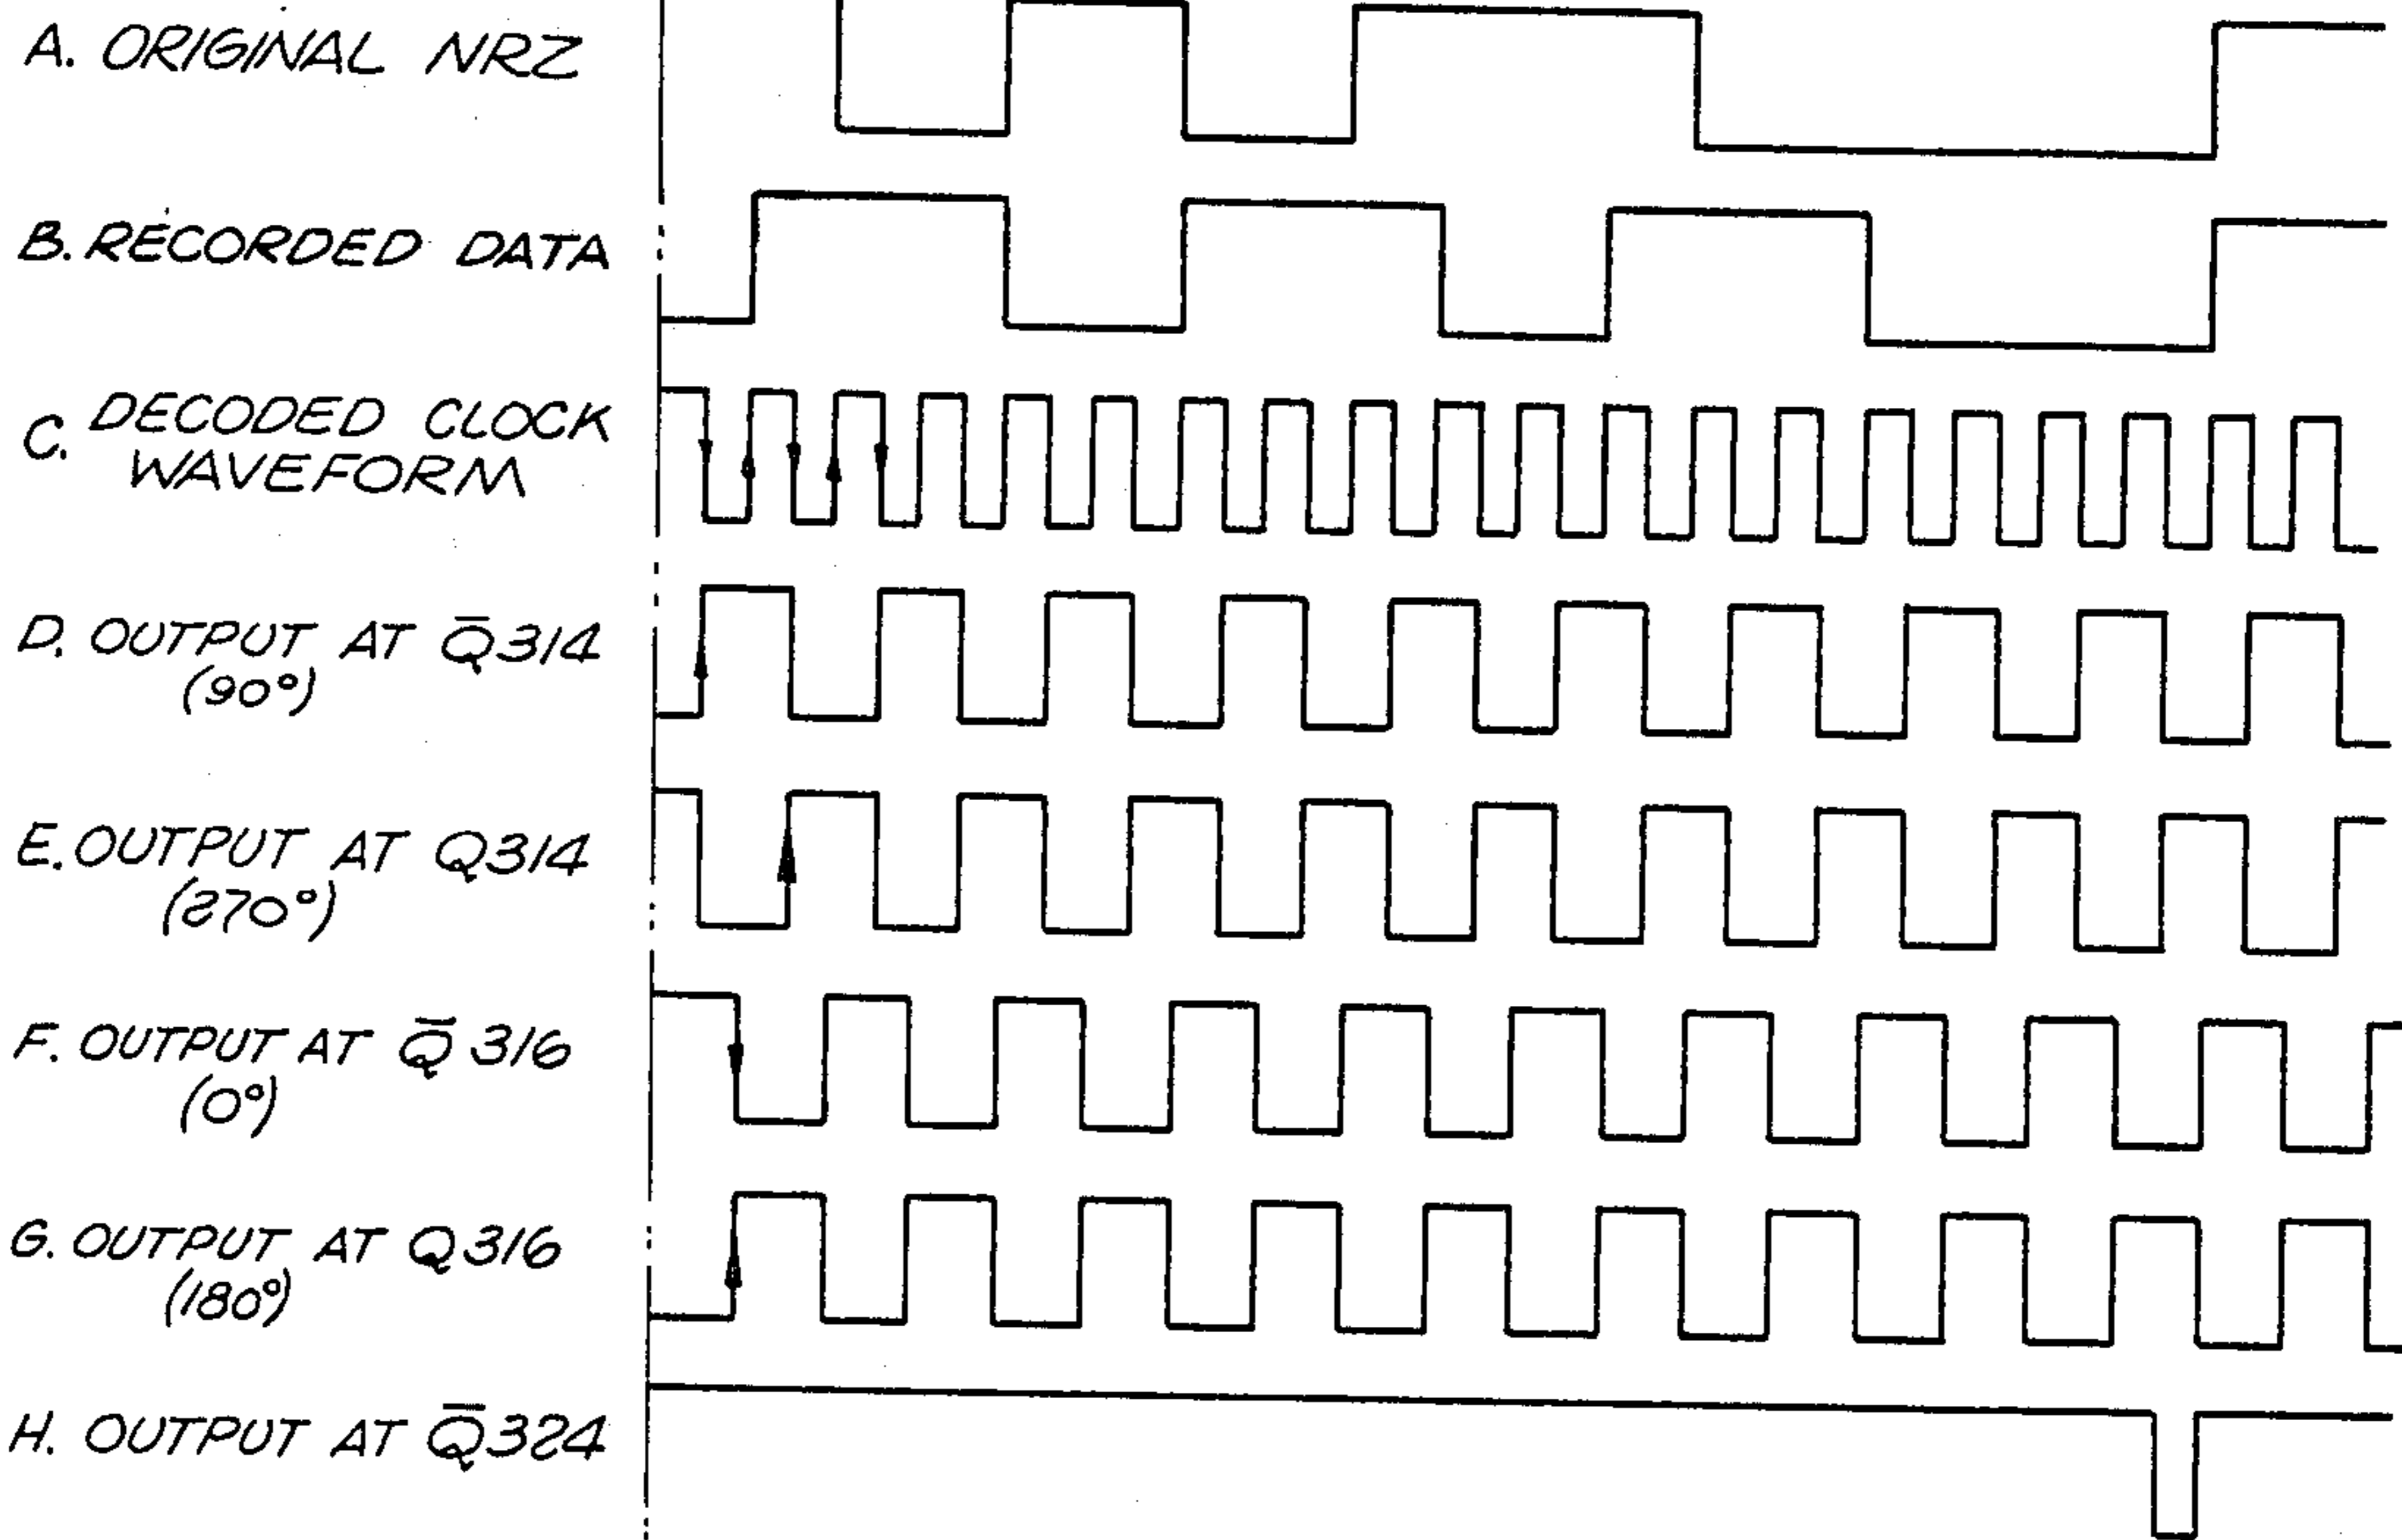 A. ORIGINAL NRZ
B. RECORDED DATA
C. DECODED CLOCK
WAVEFORM
D. OUTPUT AT Q̅314
(90°)
E. OUTPUT AT Q314
(270°)
F. OUTPUT AT Q̅ 316
(0°)
G. OUTPUT AT Q316
(180°)
H. OUTPUT AT Q̅324